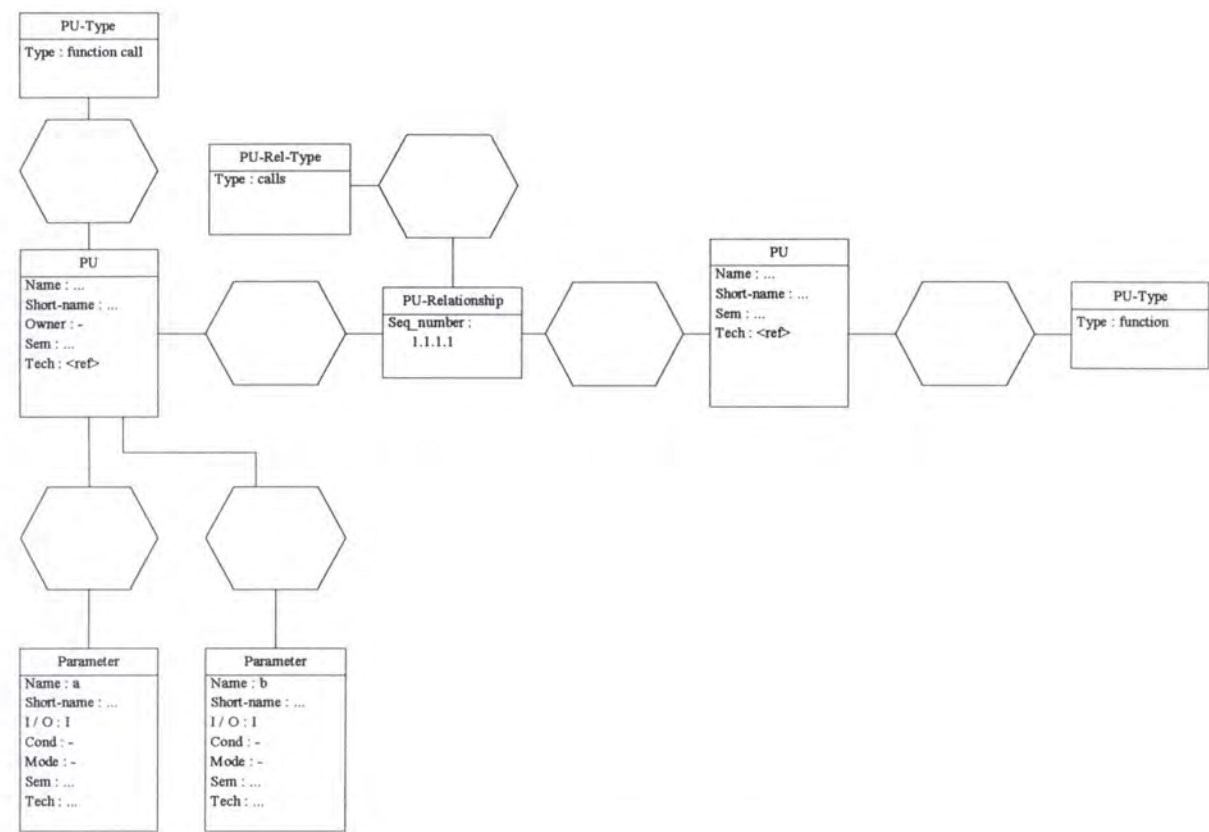 PU-Type
Type : function call
PU-Rel-Type
Type : calls
PU
Name : ...
Short-name : ...
Owner : -
Sem : ...
Tech : <ref>
PU-Relationship
Seq_number :
1.1.1.1
PU
Name : ...
Short-name : ...
Sem : ...
Tech : <ref>
PU-Type
Type : function
Parameter
Name : a
Short-name : ...
I / O : I
Cond : -
Mode : -
Sem : ...
Tech : ...
Parameter
Name : b
Short-name : ...
I / O : I
Cond : -
Mode : -
Sem : ...
Tech : ...